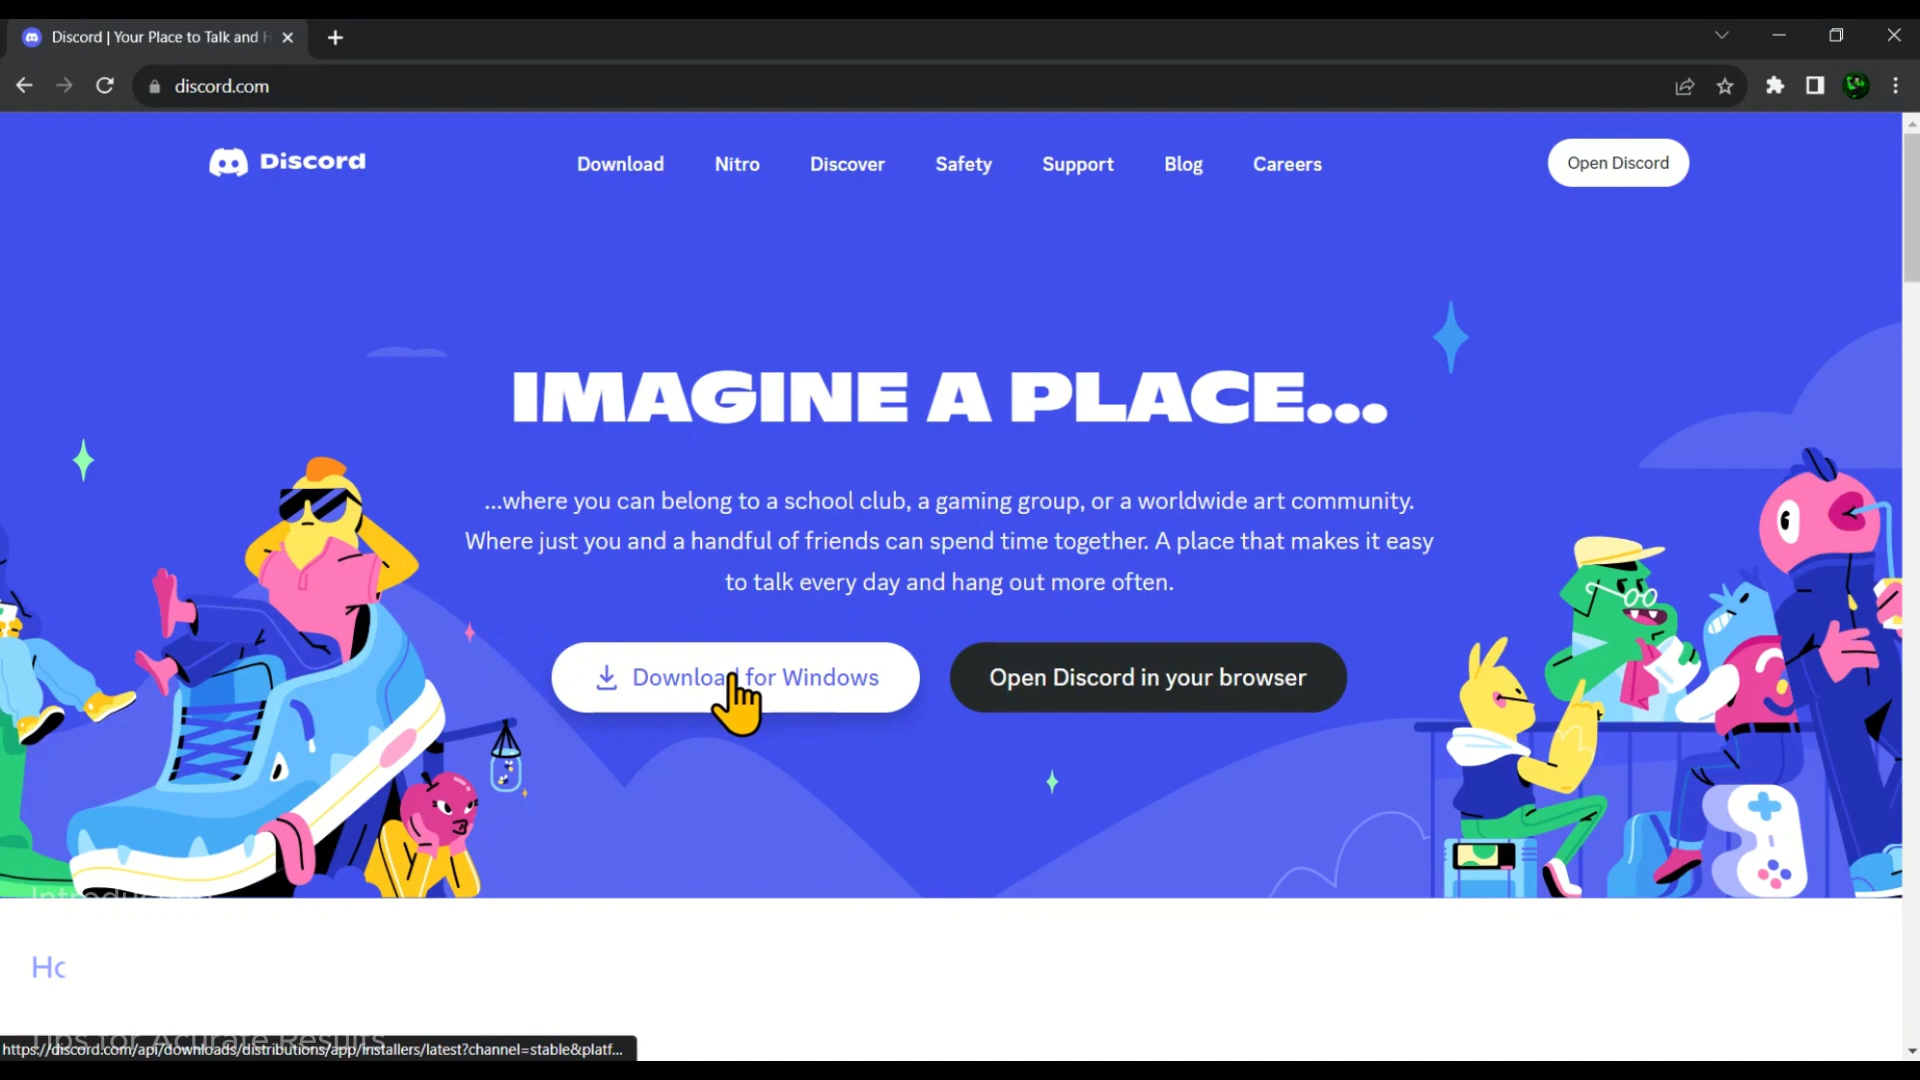 Discord | Your Place to Talk and H
discord.com
Discord
Download
Nitro
Discover
Safety
Support
Blog
Careers
Open Discord
IMAGINE A PLACE...
...where you can belong to a school club, a gaming group, or a worldwide art community.
Where just you and a handful of friends can spend time together. A place that makes it easy
to talk every day and hang out more often.
Download for Windows
Open Discord in your browser
Hc
Tips for Acurate Results
https://discord.com/api/downloads/distributions/app/installers/latest?channel=stable&platf...